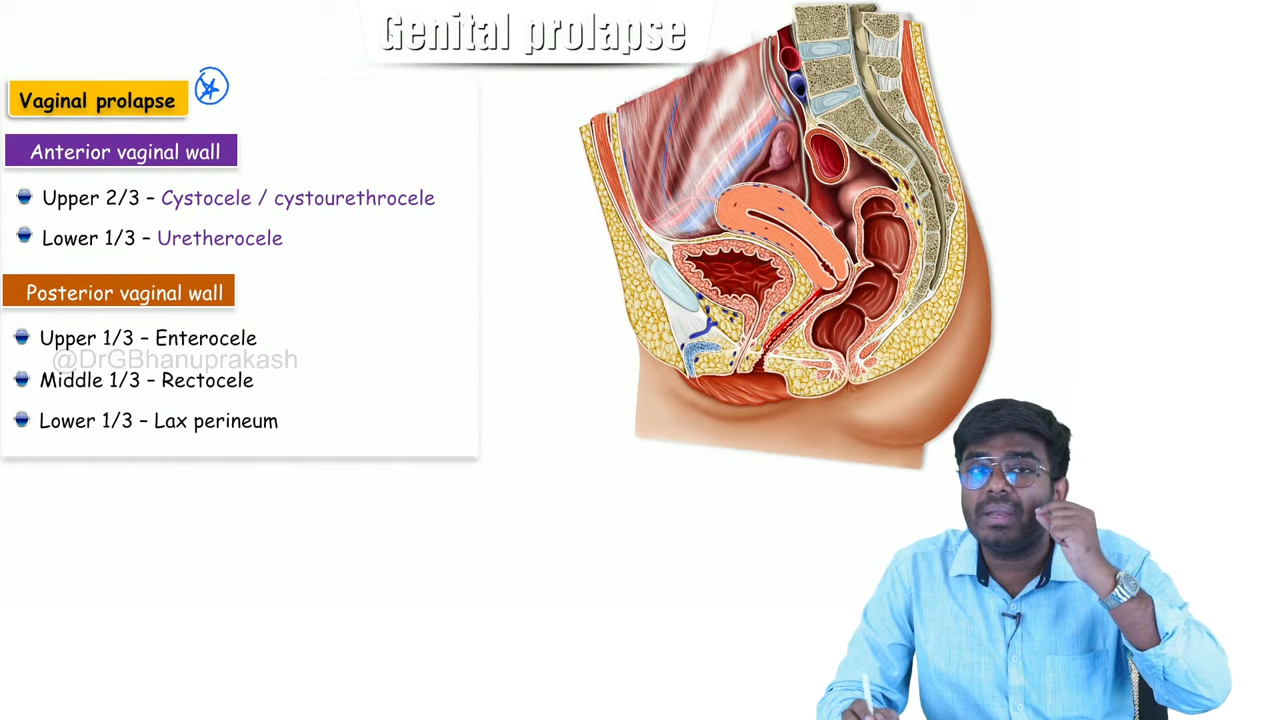 Genital prolapse
Vaginal prolapse
Anterior vaginal wall
Upper 2/3 – Cystocele / cystourethrocele
Lower 1/3 – Uretherocele
Posterior vaginal wall
Upper 1/3 – Enterocele
@DrGBhanuprakash
Middle 1/3 – Rectocele
Lower 1/3 – Lax perineum